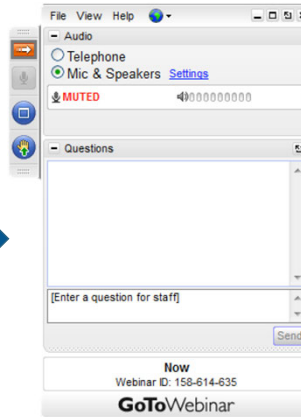 File View Help
Audio
Telephone
Mic & Speakers Settings
MUTED 000000000
Questions
[Enter a question for staff]
Send
Now
Webinar ID: 158-614-635
GoToWebinar